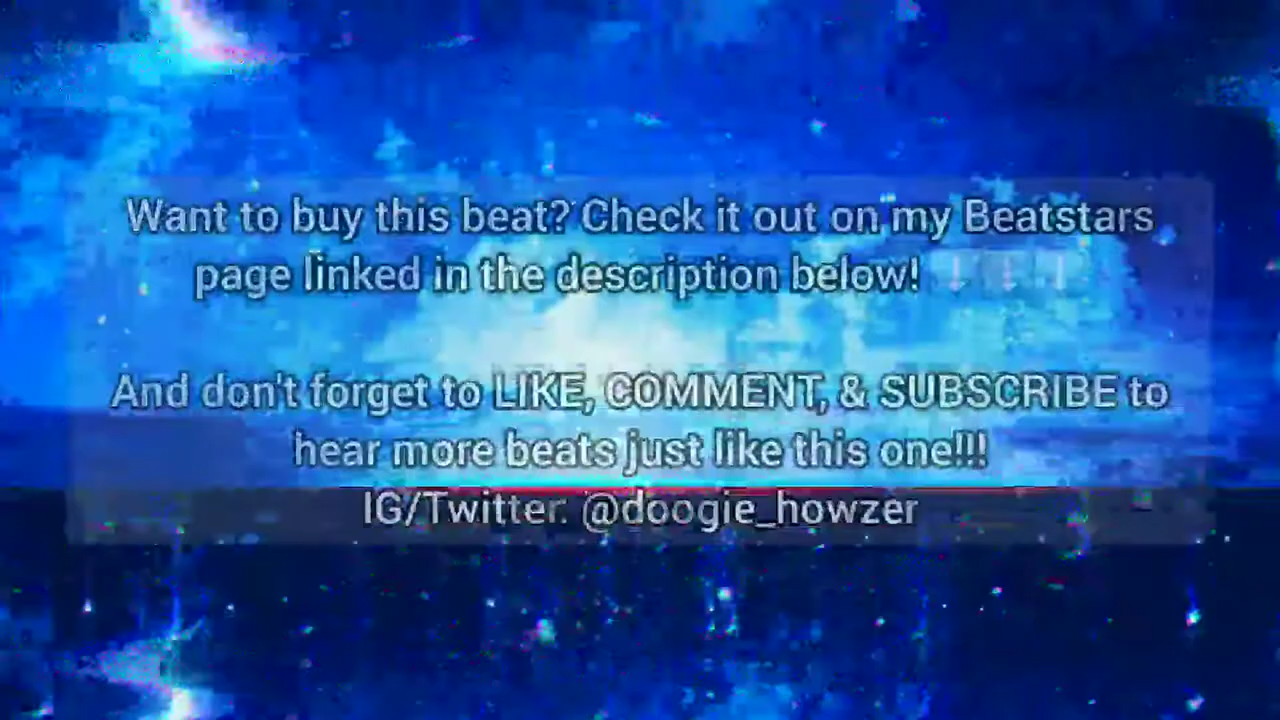 Want to buy this beat? Check it out on my Beatstars
page linked in the description below! ↓ ↓ ↓
And don't forget to LIKE, COMMENT, & SUBSCRIBE to
hear more beats just like this one!!!
IG/Twitter: @doogie_howzer